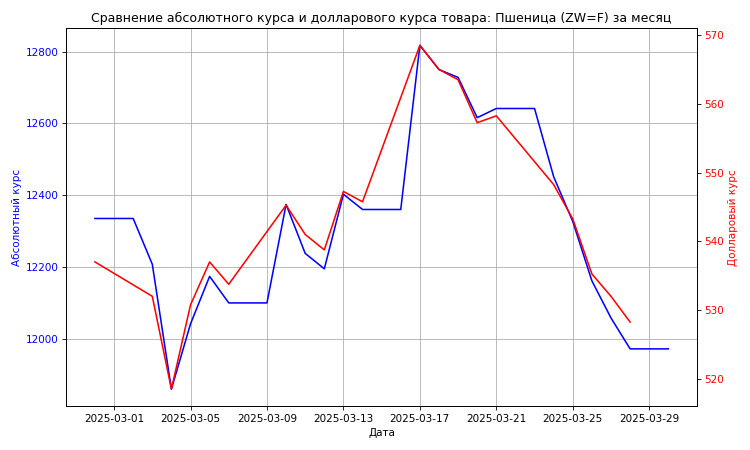 Сравнение абсолютного курса и долларового курса товара: Пшеница (ZW=F) за месяц
Абсолютный курс
12800
12600
12400
12200
12000
570
560
550
540
530
520
Долларовый курс
2025-03-01 2025-03-05 2025-03-09 2025-03-13 2025-03-17 2025-03-21 2025-03-25 2025-03-29
Дата